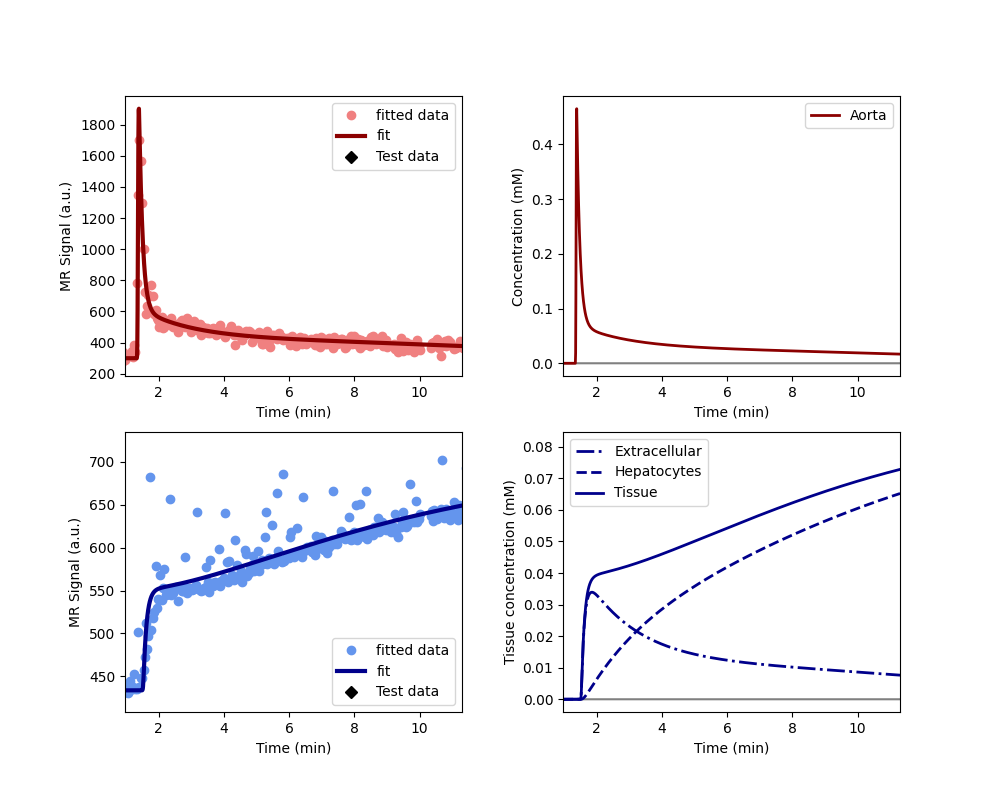 MR Signal (a.u.)
1800
1600
1400
1200
1000
800
600
400
200
2 4 6 8 10
Time (min)
fitted data
fit
Test data
Concentration (mM)
0.4
0.3
0.2
0.1
0.0
2 4 6 8 10
Time (min)
Aorta
MR Signal (a.u.)
700
650
600
550
500
450
2 4 6 8 10
Time (min)
fitted data
fit
Test data
Tissue concentration (mM)
0.08
0.07
0.06
0.05
0.04
0.03
0.02
0.01
0.00
2 4 6 8 10
Time (min)
Extracellular
Hepatocytes
Tissue